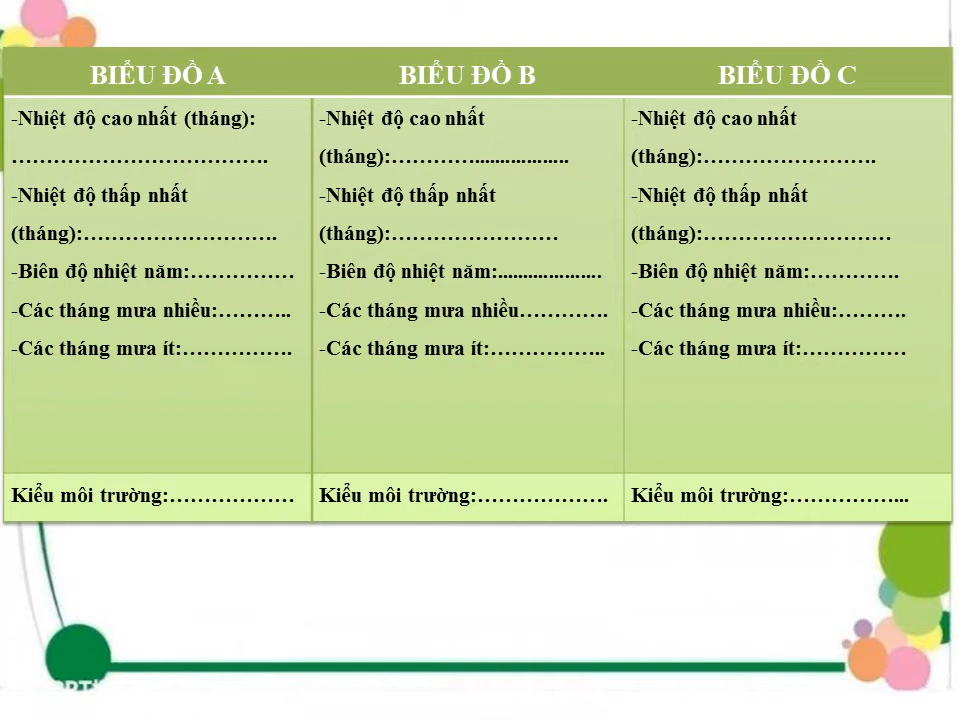 BIỂU ĐỒ A
BIỂU ĐỒ B
BIỂU ĐỒ C
-Nhiệt độ cao nhất (tháng):
……………………………….
-Nhiệt độ thấp nhất
(tháng):……………………….
-Biên độ nhiệt năm:……………
-Các tháng mưa nhiều:………..
-Các tháng mưa ít:…………….
-Nhiệt độ cao nhất
(tháng):…………...................
-Nhiệt độ thấp nhất
(tháng):……………………
-Biên độ nhiệt năm:.....................
-Các tháng mưa nhiều………….
-Các tháng mưa ít:……………..
-Nhiệt độ cao nhất
(tháng):…………………….
-Nhiệt độ thấp nhất
(tháng):………………………
-Biên độ nhiệt năm:………….
-Các tháng mưa nhiều:……….
-Các tháng mưa ít:……………
Kiểu môi trường:………………
Kiểu môi trường:……………….
Kiểu môi trường:……………...